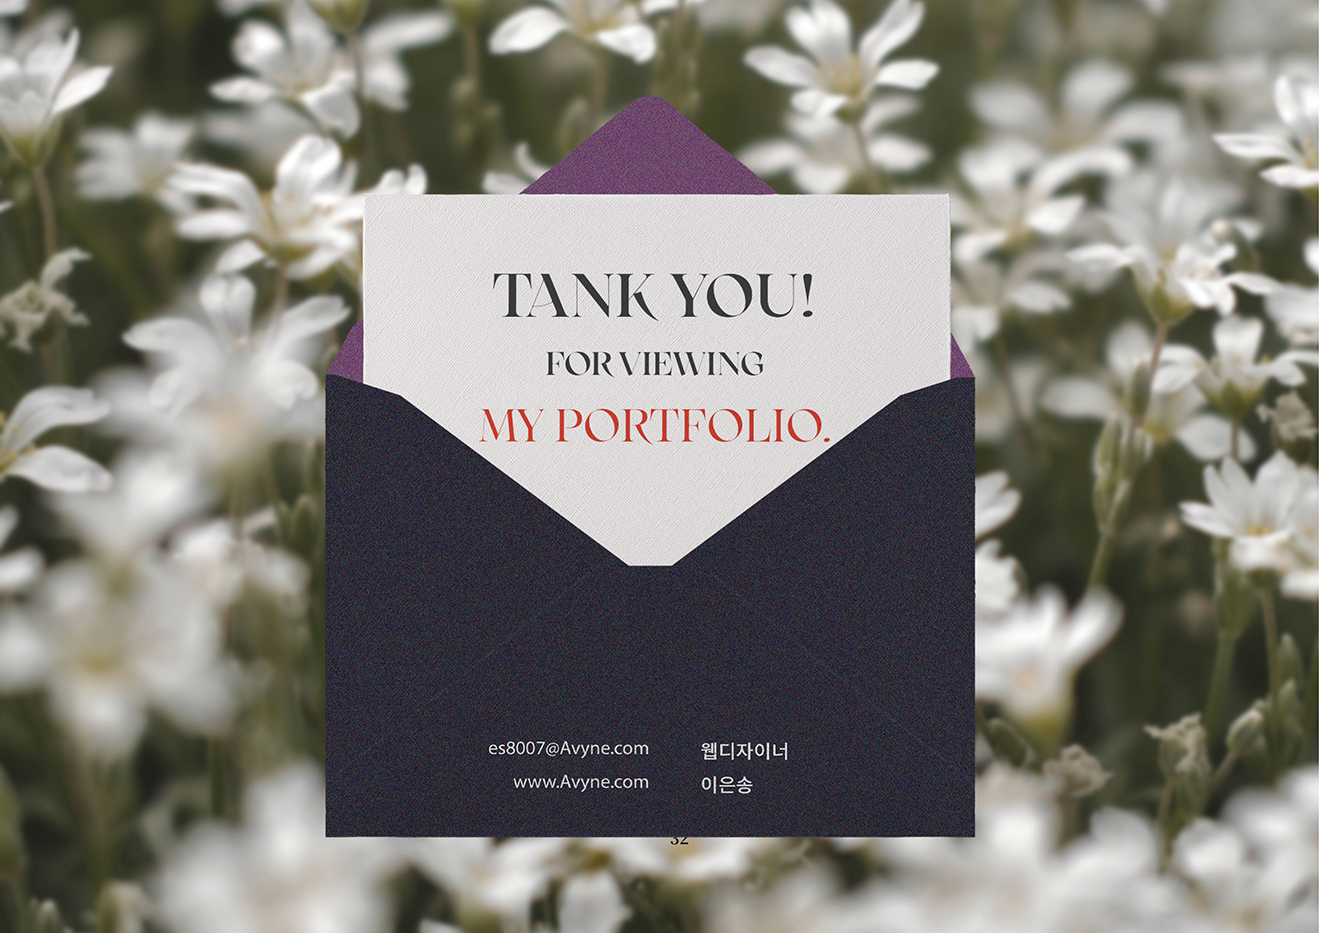 TANK YOU!
FOR VIEWING
MY PORTFOLIO.
es8007@Avyne.com
www.Avyne.com
웹디자이너
이은송
32